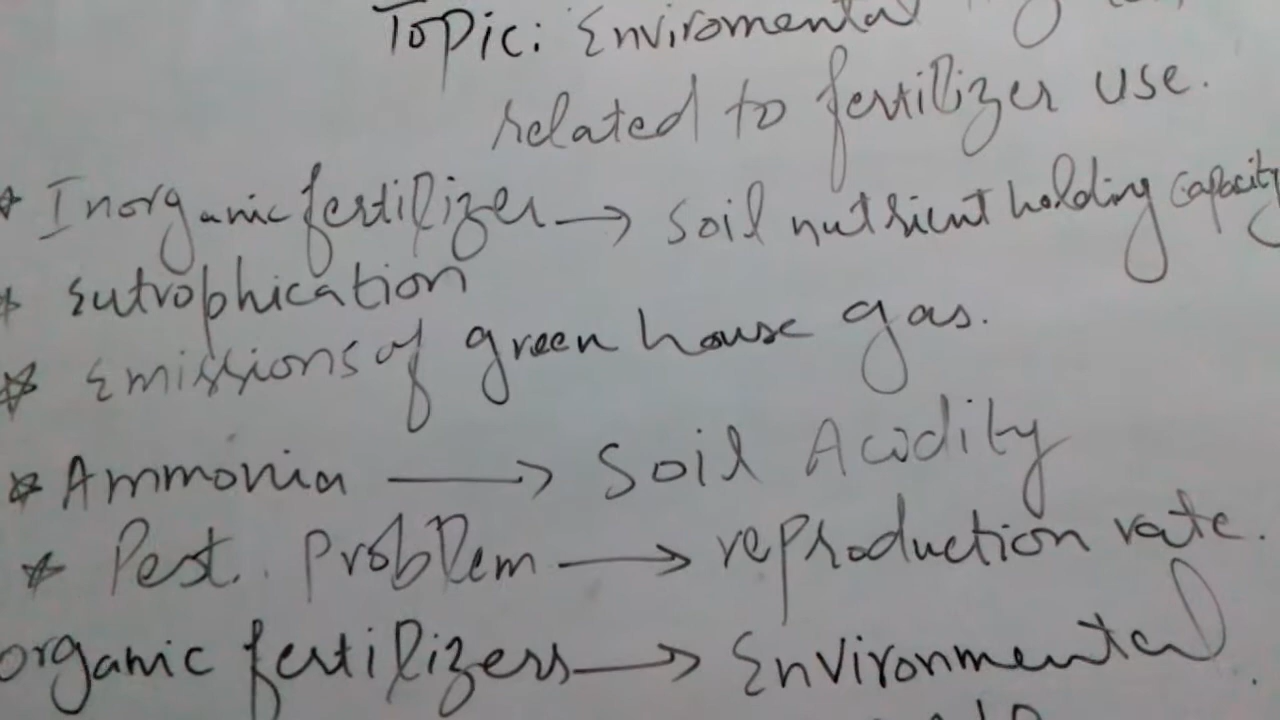 Topic: Enviromental
related to fertilizer use.
* Inorganic fertilizer → Soil nutrient holding capacity
* Eutrophication
* Emissions of green house gas.
* Ammonia → Soil Acidity
* Pest. problem → reproduction rate.
organic fertilizers → Environmental